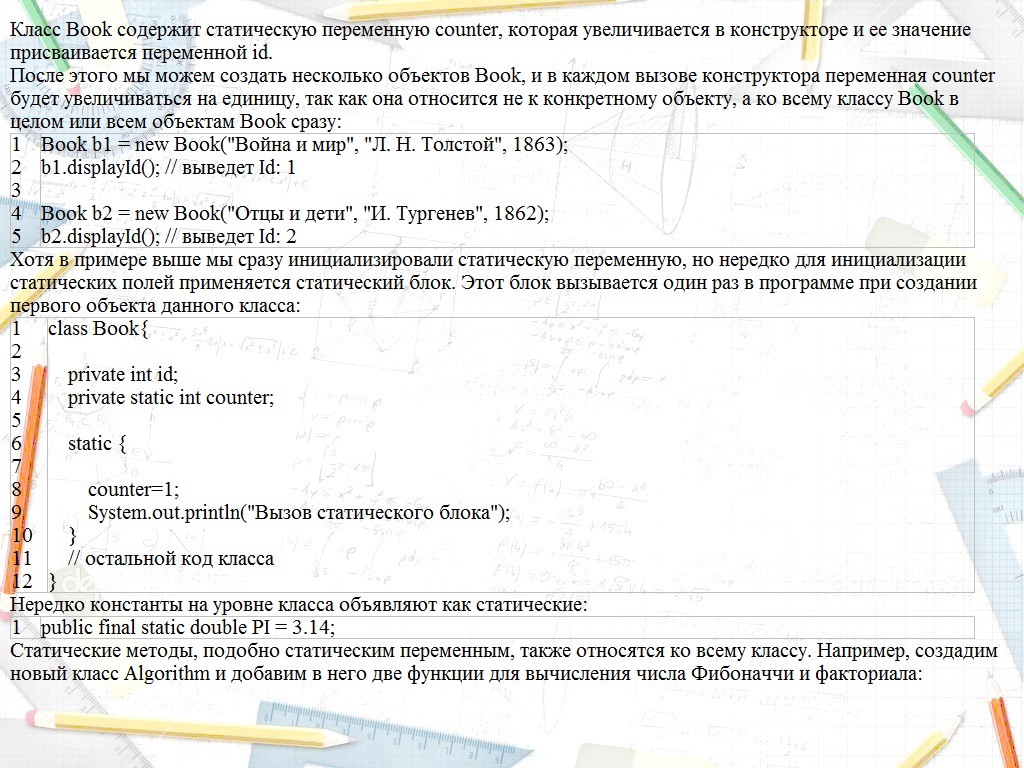 Класс Book содержит статическую переменную counter, которая увеличивается в конструкторе и ее значение
присваивается переменной id.
После этого мы можем создать несколько объектов Book, и в каждом вызове конструктора переменная counter
будет увеличиваться на единицу, так как она относится не к конкретному объекту, а ко всему классу Book в
целом или всем объектам Book сразу:
1 Book b1 = new Book("Война и мир", "Л. Н. Толстой", 1863);
2 b1.displayId(); // выведет Id: 1
3
4 Book b2 = new Book("Отцы и дети", "И. Тургенев", 1862);
5 b2.displayId(); // выведет Id: 2
Хотя в примере выше мы сразу инициализировали статическую переменную, но нередко для инициализации
статических полей применяется статический блок. Этот блок вызывается один раз в программе при создании
первого объекта данного класса:
1 class Book{
2
3 private int id;
4 private static int counter;
5
6 static {
7
8 counter=1;
9 System.out.println("Вызов статического блока");
10 }
11 // остальной код класса
12 }
Нередко константы на уровне класса объявляют как статические:
1 public final static double PI = 3.14;
Статические методы, подобно статическим переменным, также относятся ко всему классу. Например, создадим
новый класс Algorithm и добавим в него две функции для вычисления числа Фибоначчи и факториала: